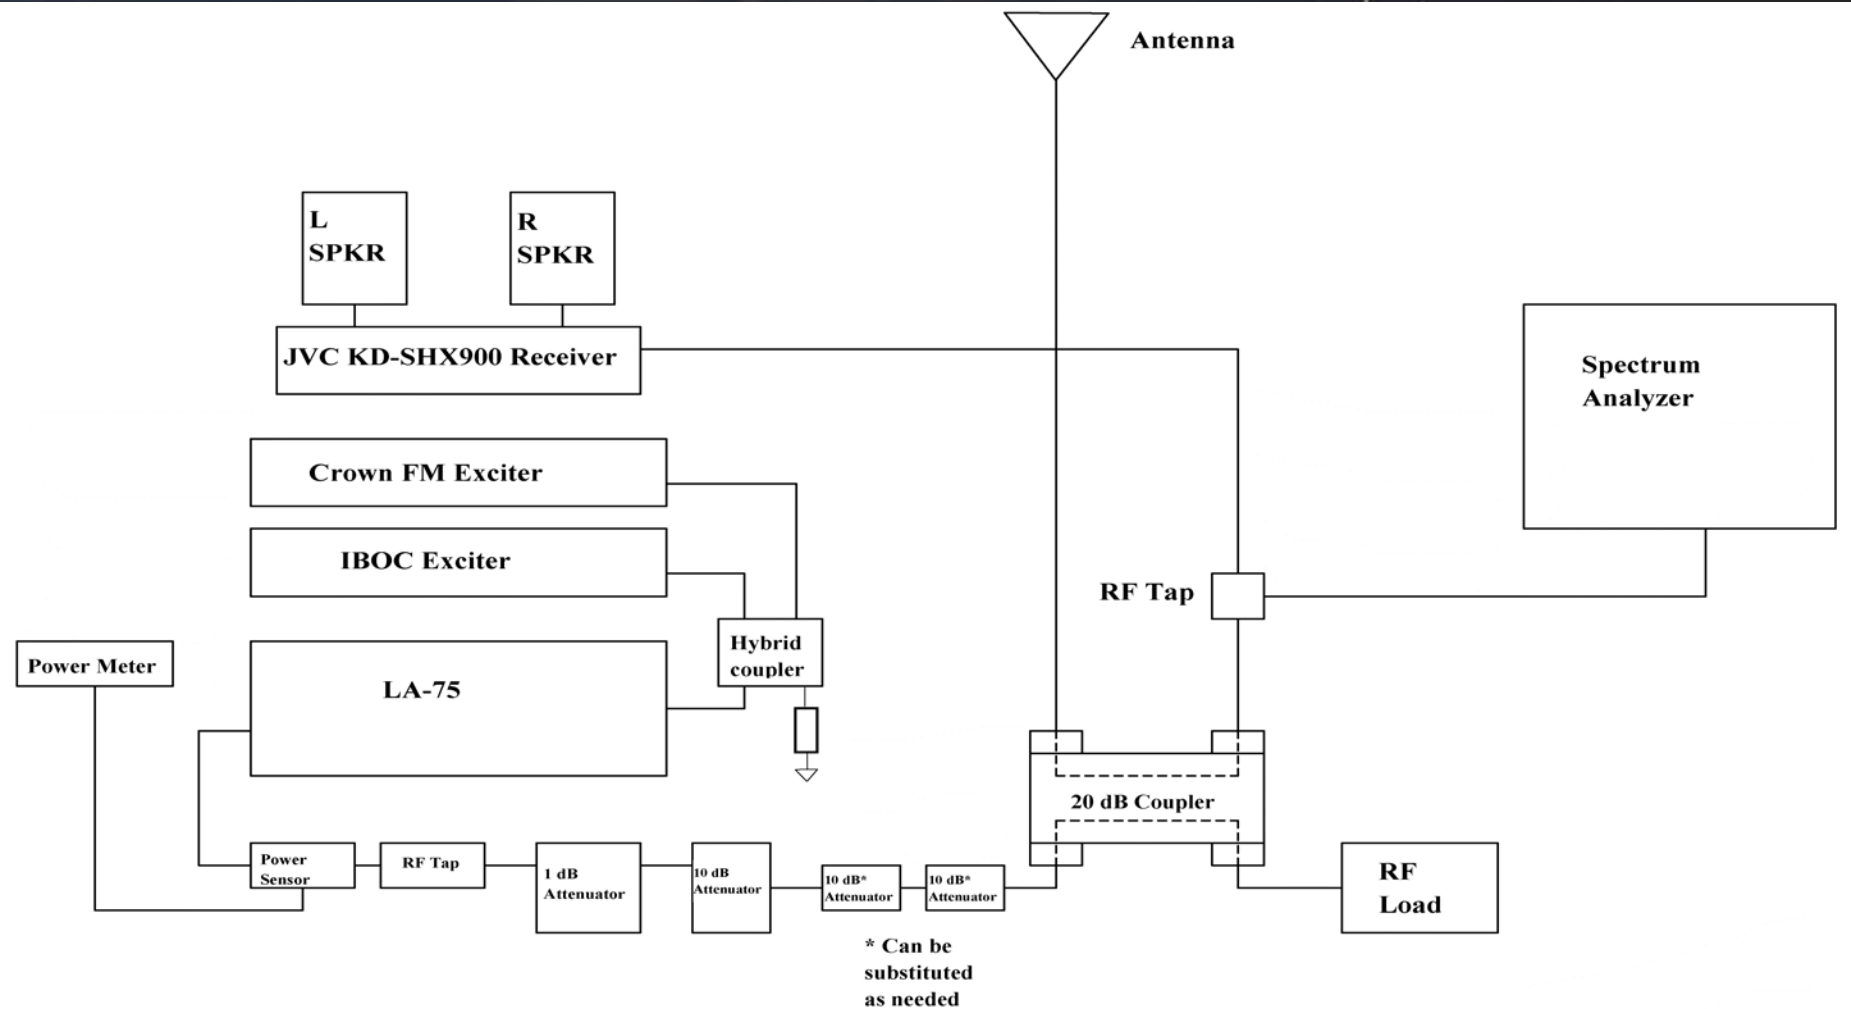 Antenna
L
SPKR
R
SPKR
JVC KD-SHX900 Receiver
Spectrum
Analyzer
Crown FM Exciter
IBOC Exciter
RF Tap
Hybrid
coupler
Power Meter
LA-75
20 dB Coupler
Power
Sensor
RF Tap
1 dB
Attenuator
10 dB
Attenuator
10 dB*
Attenuator
10 dB*
Attenuator
RF
Load
* Can be
substituted
as needed